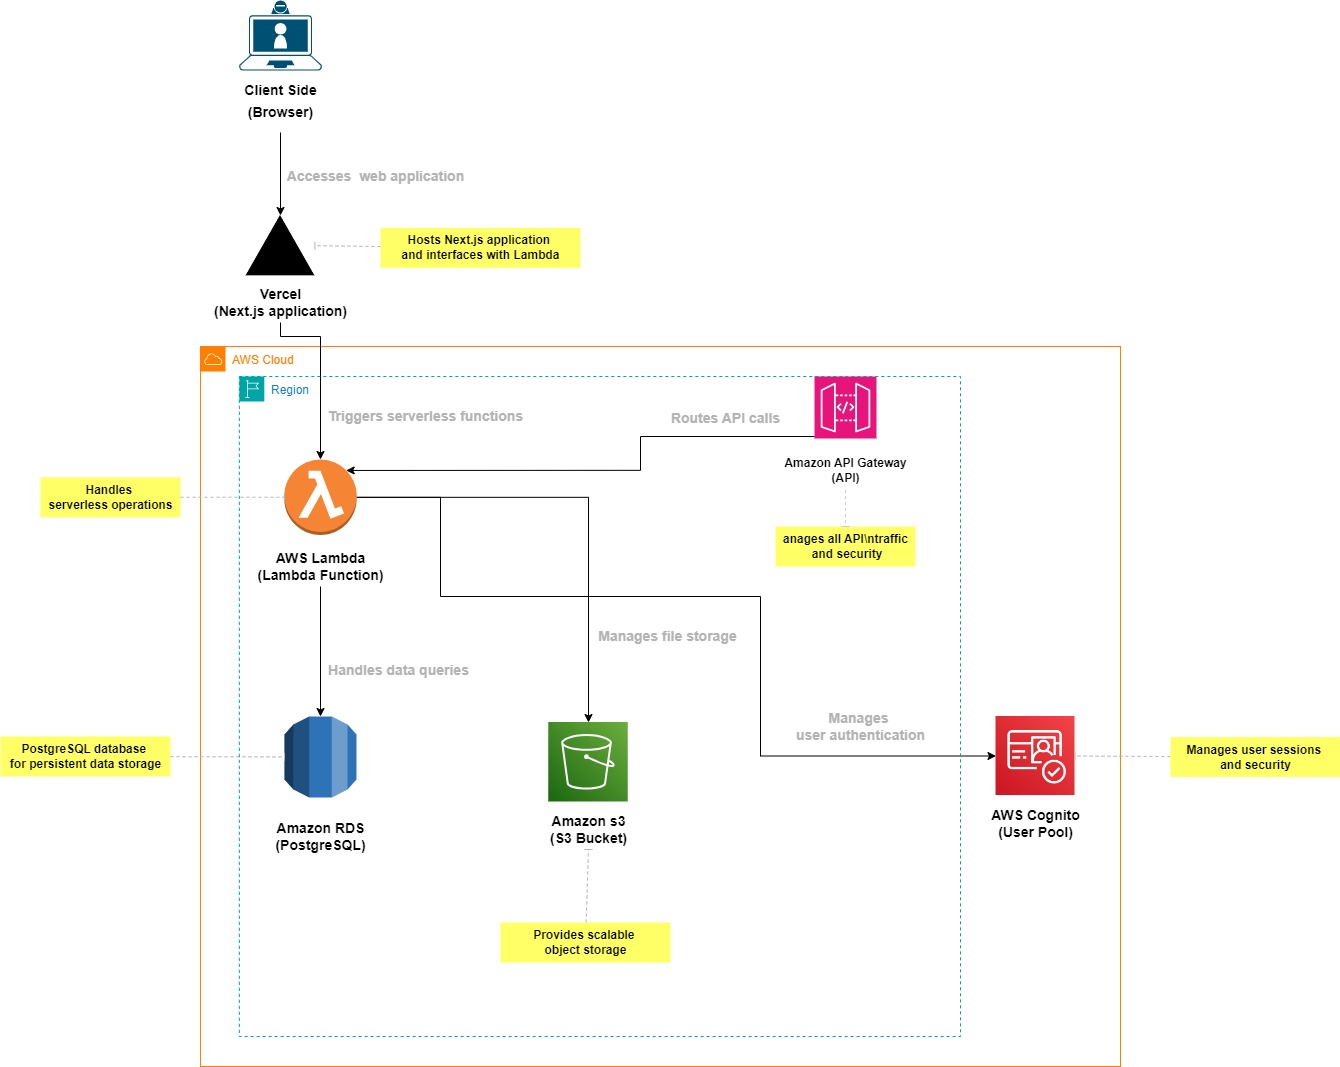 Client Side
(Browser)
Accesses  web application
Hosts Next.js application
and interfaces with Lambda
Vercel
(Next.js application)
AWS Cloud
Region
Triggers serverless functions
Routes API calls
</>
Amazon API Gateway
(API)
Handles
serverless operations
anages all API\ntraffic
and security
AWS Lambda
(Lambda Function)
Manages file storage
Handles data queries
Manages
user authentication
PostgreSQL database
for persistent data storage
Manages user sessions
and security
Amazon RDS
(PostgreSQL)
Amazon s3
(S3 Bucket)
AWS Cognito
(User Pool)
Provides scalable
object storage